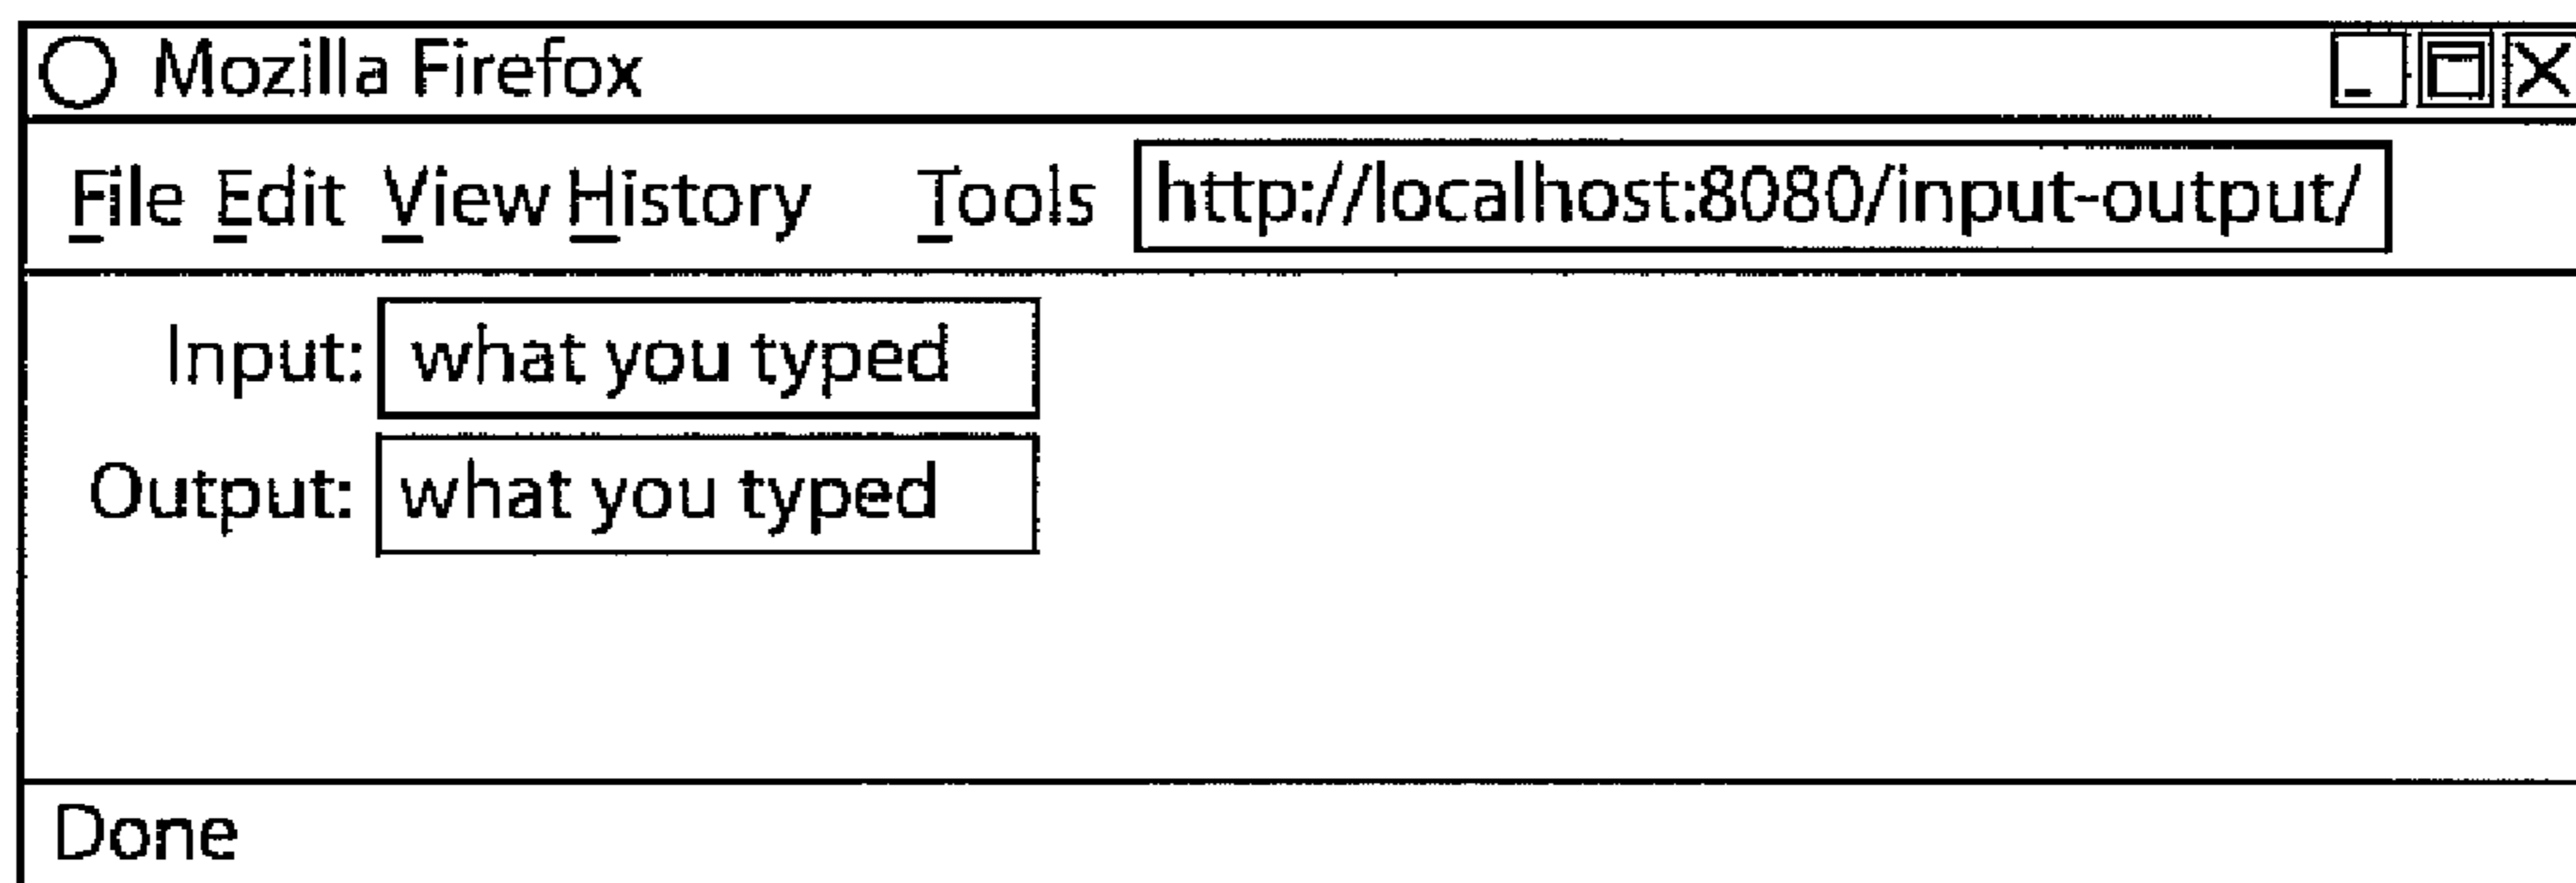 Mozilla Firefox
File Edit View History Tools http://localhost:8080/input-output/
Input: what you typed
Output: what you typed
Done